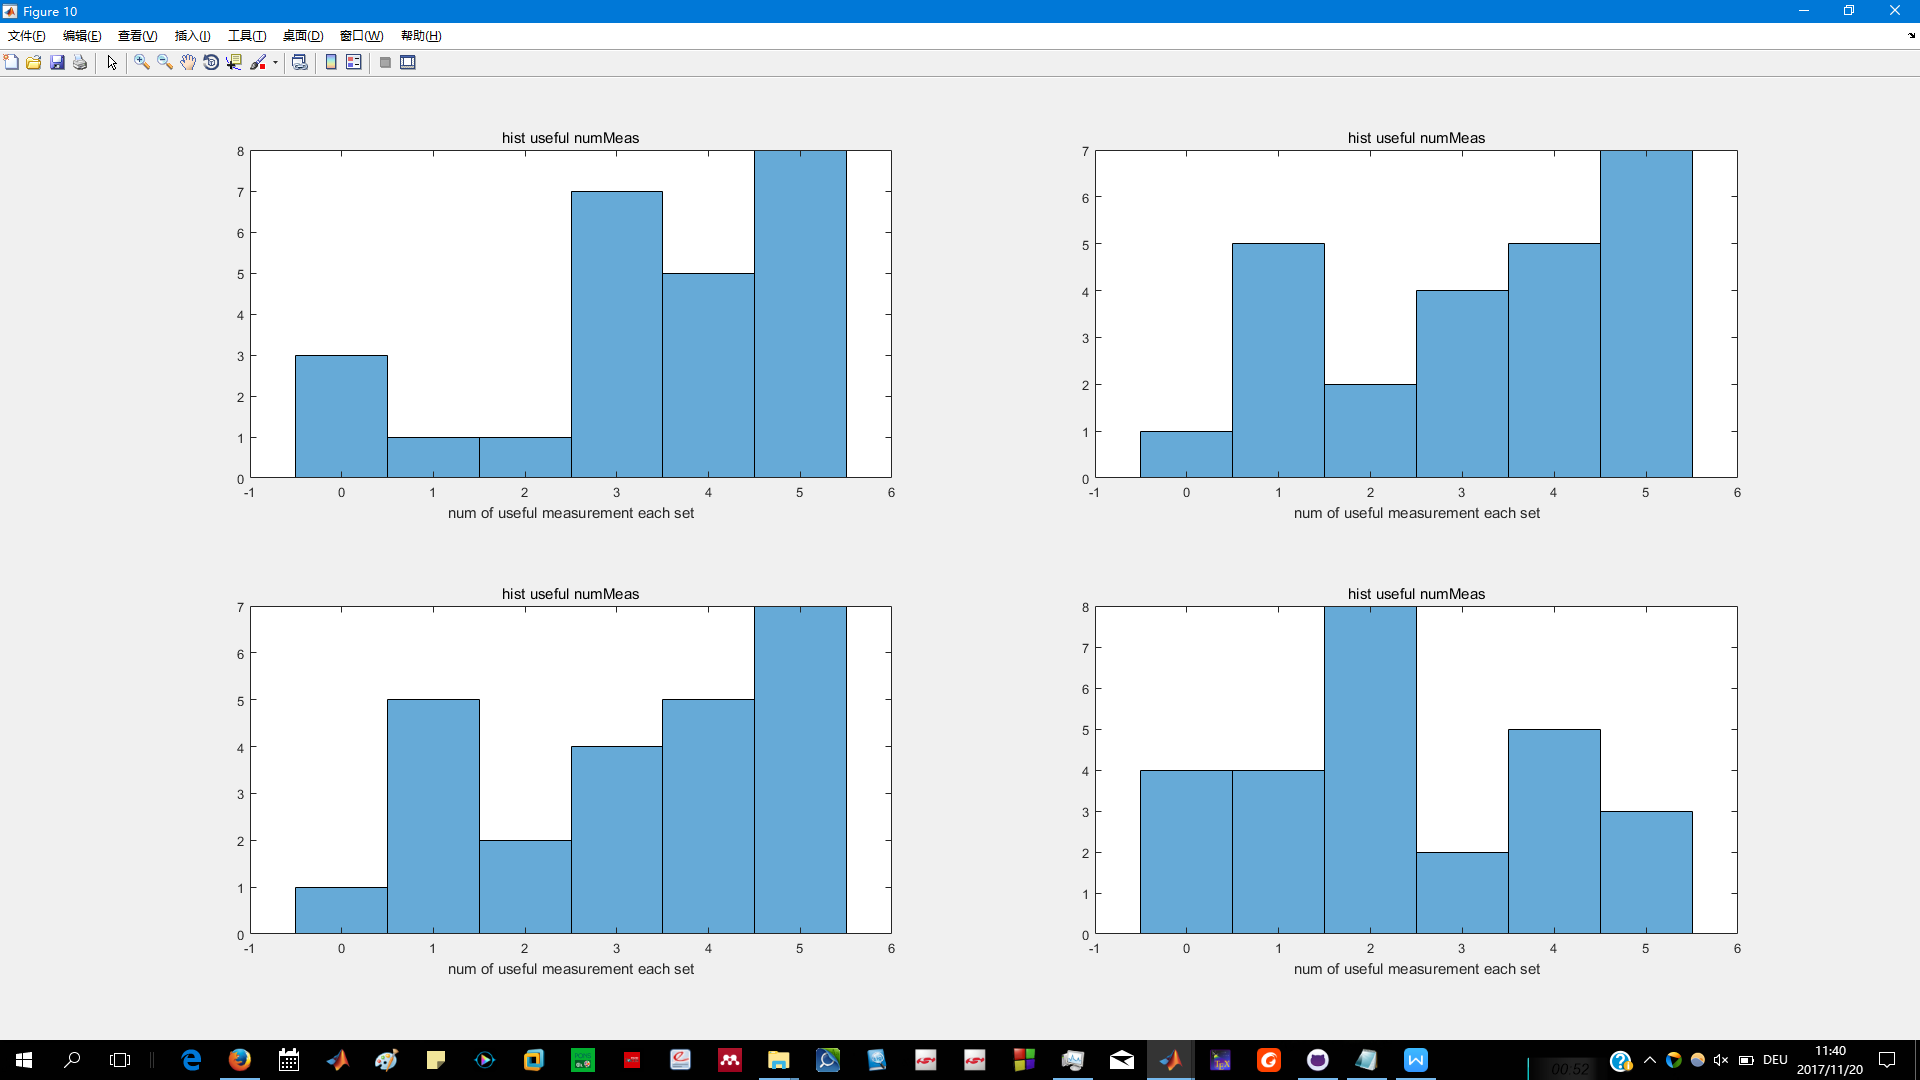 Figure 10
文件(F) 编辑(E) 查看(V) 插入(I) 工具(T) 桌面(D) 窗口(W) 帮助(H)
hist useful numMeas
8
7
6
5
4
3
2
1
0
-1 0 1 2 3 4 5 6
num of useful measurement each set
hist useful numMeas
7
6
5
4
3
2
1
0
-1 0 1 2 3 4 5 6
num of useful measurement each set
hist useful numMeas
7
6
5
4
3
2
1
0
-1 0 1 2 3 4 5 6
num of useful measurement each set
hist useful numMeas
8
7
6
5
4
3
2
1
0
-1 0 1 2 3 4 5 6
num of useful measurement each set
00:52
DEU
11:40
2017/11/20